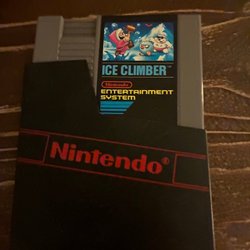 ICE CLIMBER
Nintendo
ENTERTAINMENT
SYSTEM
Nintendo®